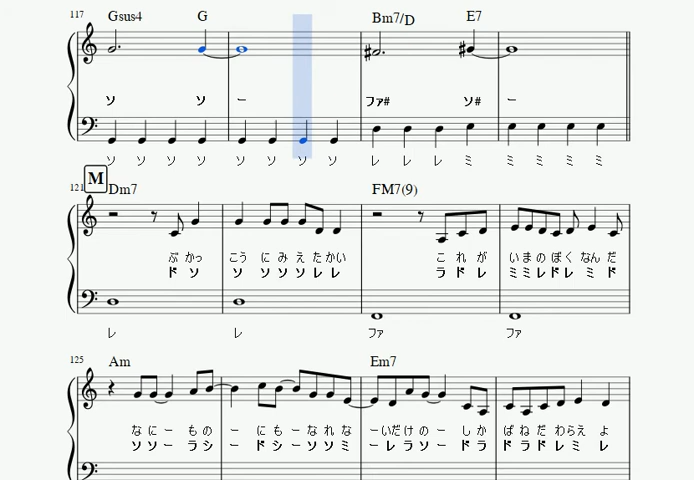 117 Gsus4 G Bm7/D E7
ソ ソ ー ファ# ソ# ー
ソ ソ ソ ソ ソ ソ ソ ソ レ レ レ ミ ミ ミ ミ ミ
M
121 Dm7 FM7(9)
ぶ かっ こう に み え た かい こ れ が い ま の ぼ く なん だ
ド ソ ソ ソ ソ ソ レ レ ラ ド レ ミ ミ レ ド レ ミ ド
レ レ ファ ファ
125 Am Em7
な に ー も の ー に も ー な れ な ー い だ け の ー し か ば ね だ わ ら え よ
ソ ソ ー ラ シ ー ド シ ー ソ ソ ミ ー レ ラ ソ ー ド ラ ド ラ ド レ ミ レ